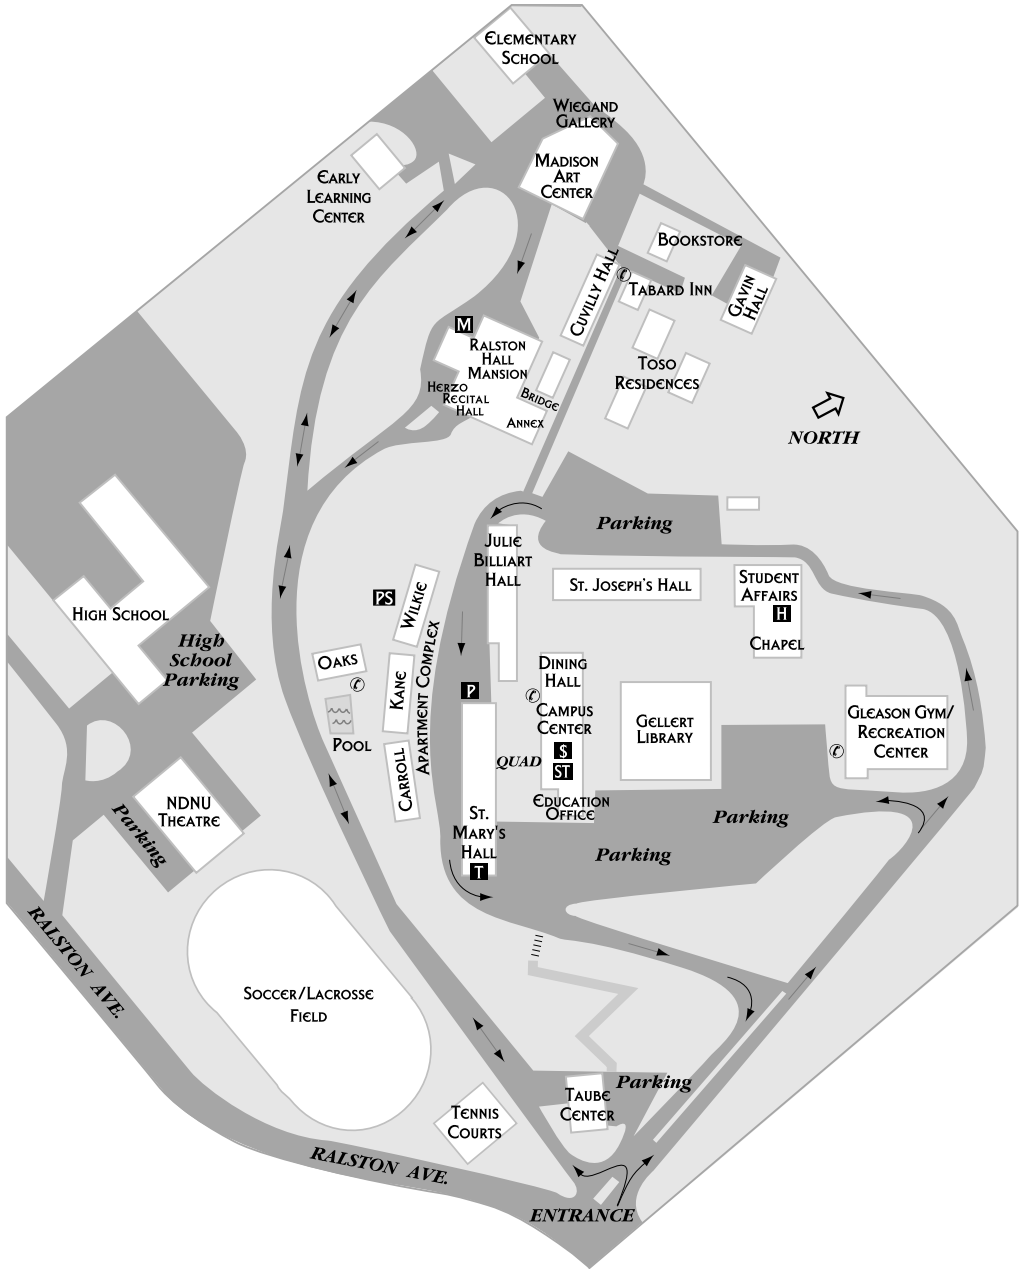 Elementary
School
Wiegand
Gallery
Madison
Art
Center
Early
Learning
Center
Bookstore
Cuvilly Hall
Tabard Inn
Gavin
Hall
M
Ralston
Hall
Mansion
Herzo
Recital
Hall
Bridge
Annex
Toso
Residences
NORTH
Parking
Julie
Billiart
Hall
St. Joseph's Hall
Student
Affairs
H
Chapel
PS
Wilkie
Kane
Carroll
Apartment Complex
High School
High
School
Parking
Oaks
Pool
P
Dining
Hall
Campus
Center
$
ST
Quad
Education
Office
Gellert
Library
Gleason Gym/
Recreation
Center
NDNU
Theatre
Parking
St.
Mary's
Hall
T
Parking
Parking
Ralston Ave.
Soccer/Lacrosse
Field
Parking
Taube
Center
Tennis
Courts
Ralston Ave.
Entrance